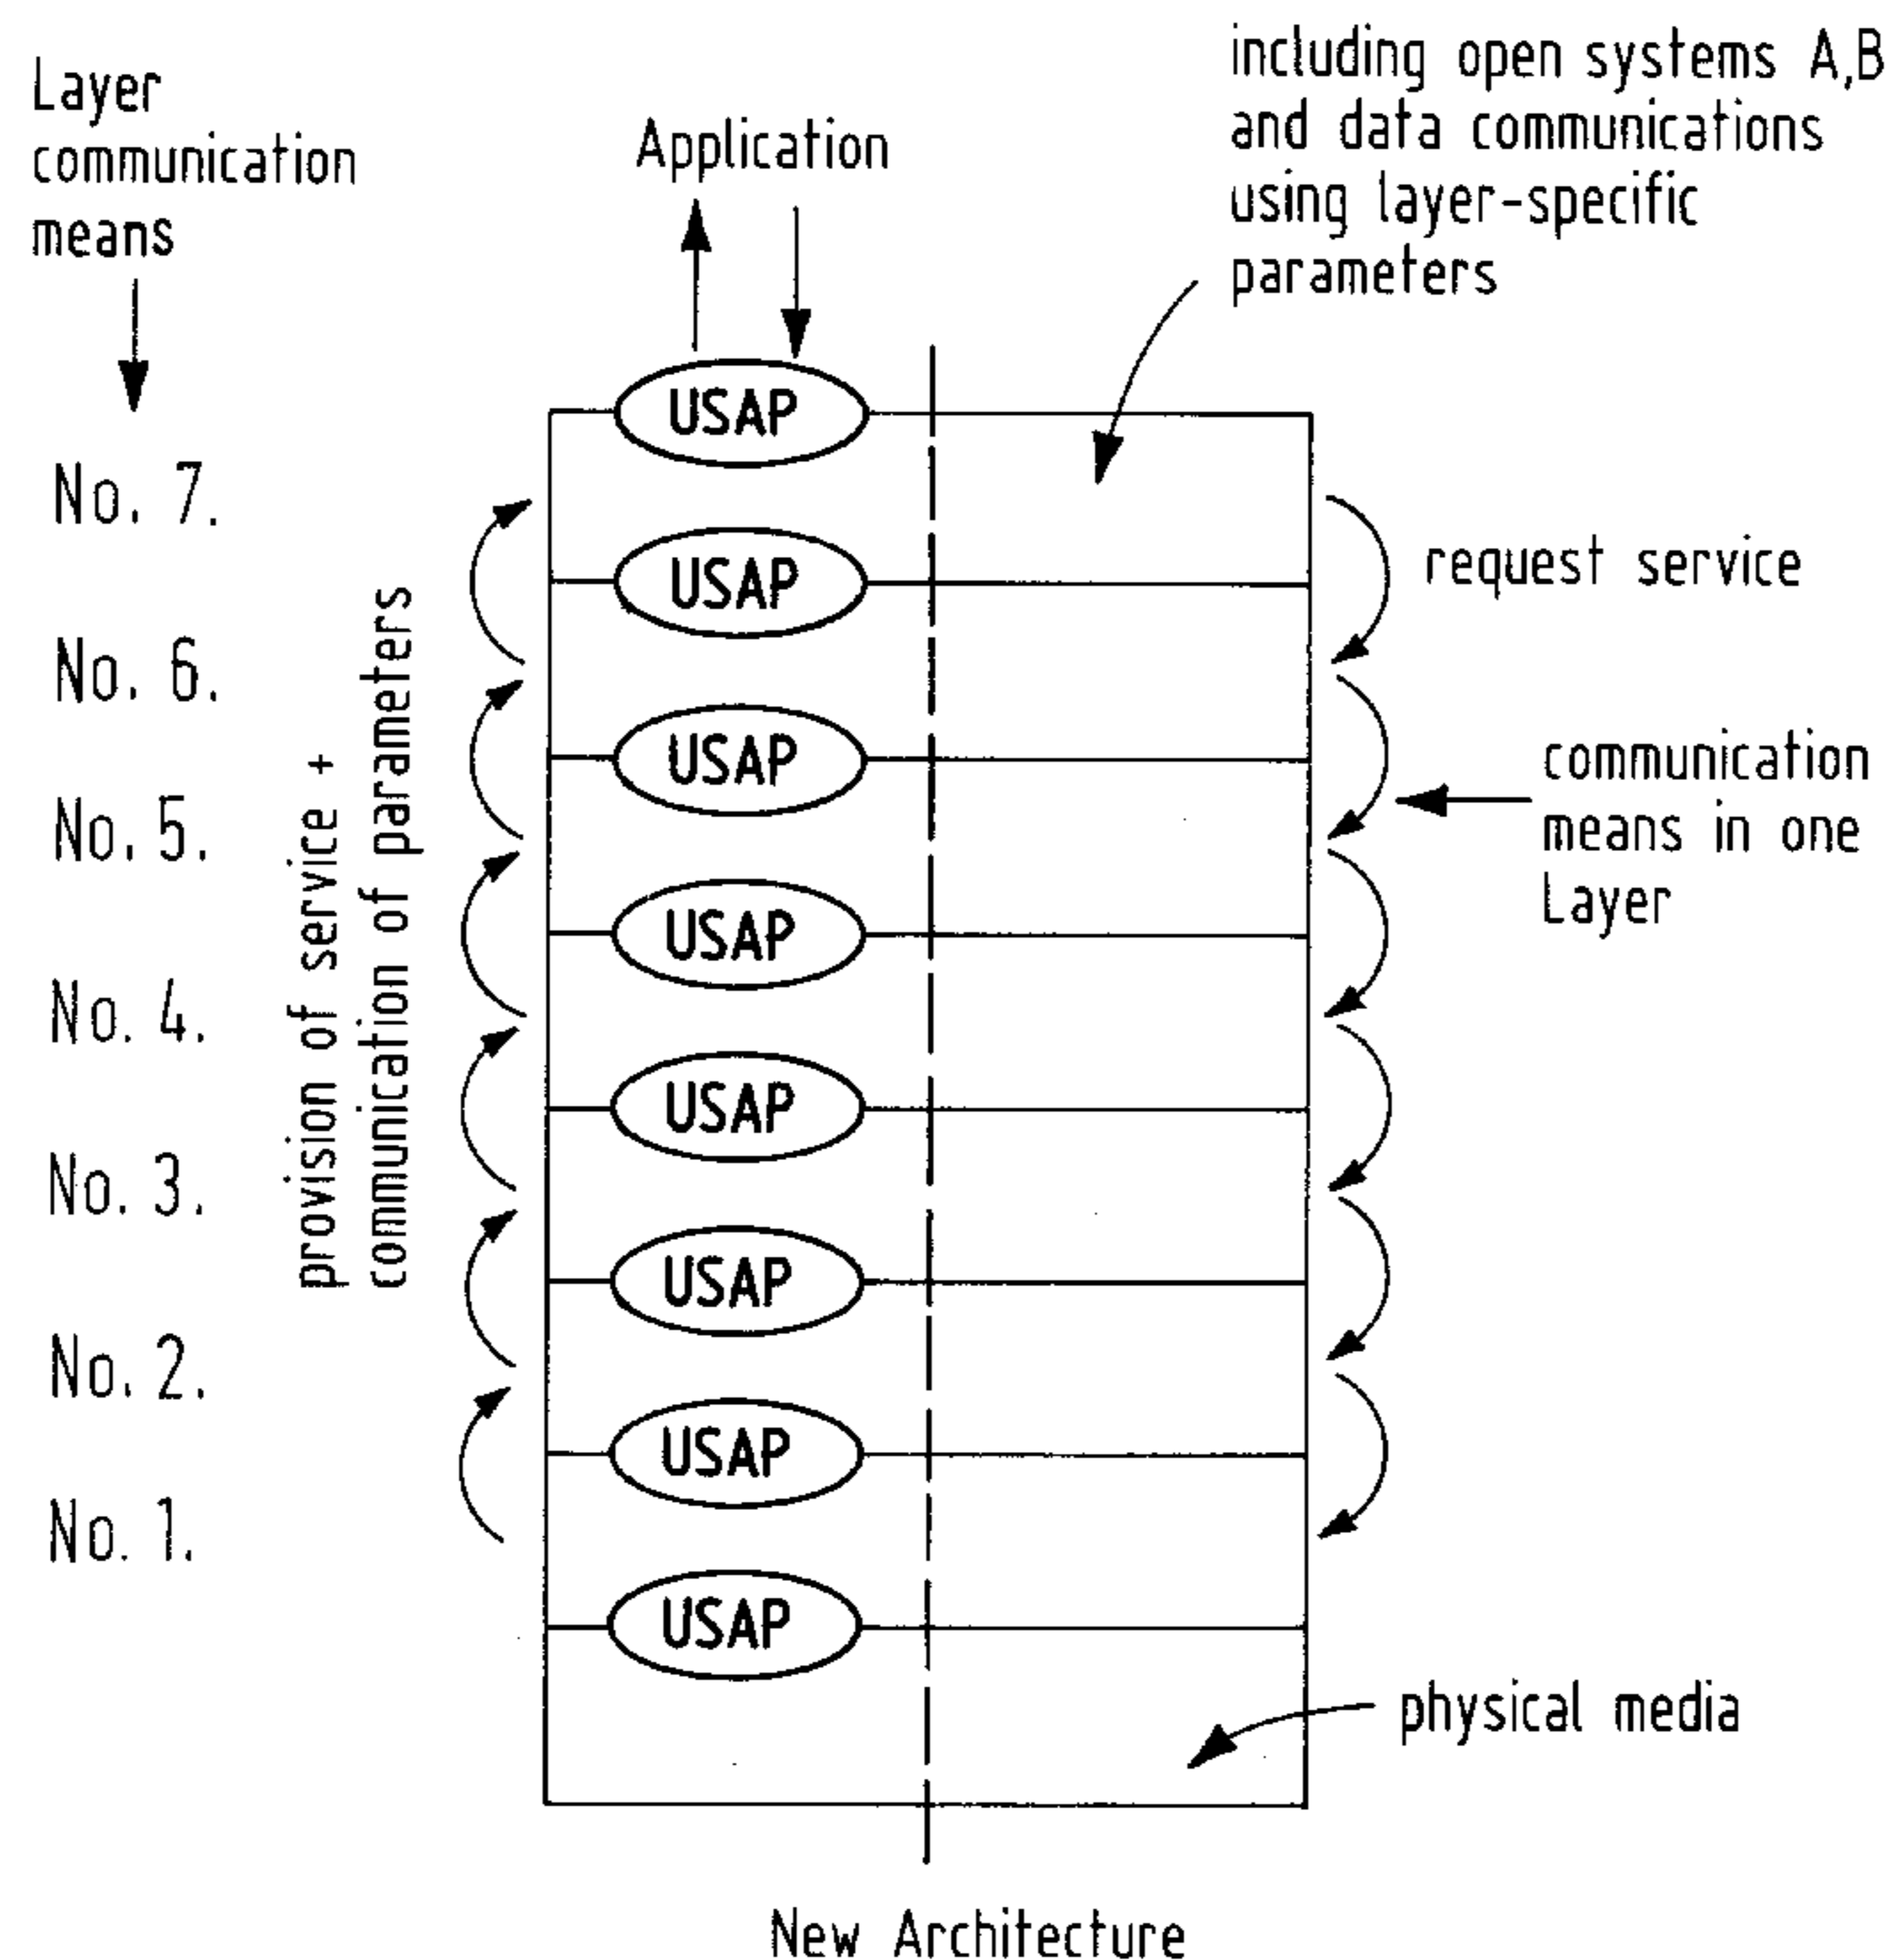 Layer
communication
means
Application
including open systems A,B
and data communications
using layer-specific
parameters
USAP
No. 7.
USAP
request service
No. 6.
provision of service +
communication of parameters
USAP
communication
means in one
Layer
No. 5.
USAP
No. 4.
USAP
No. 3.
USAP
No. 2.
USAP
No. 1.
USAP
physical media
New Architecture